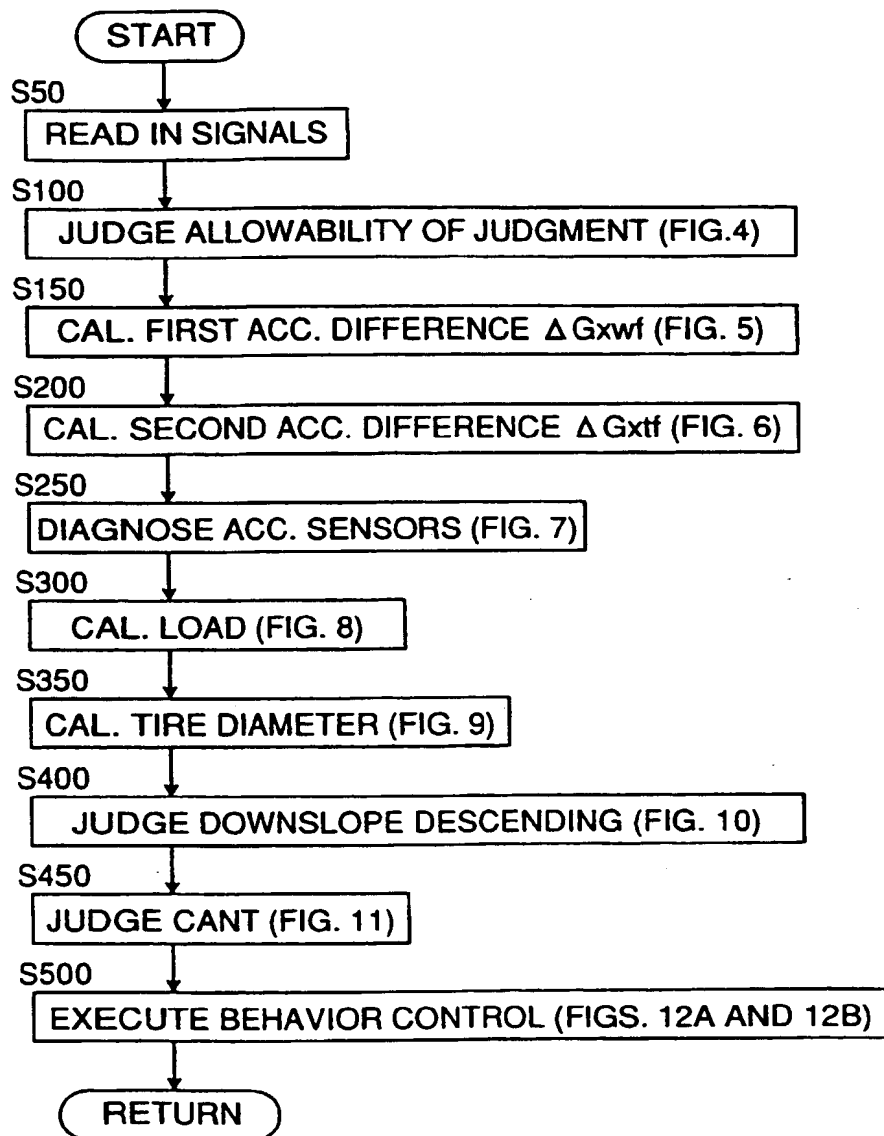 START
S50
READ IN SIGNALS
S100
JUDGE ALLOWABILITY OF JUDGMENT (FIG.4)
S150
CAL. FIRST ACC. DIFFERENCE Δ Gxwf (FIG. 5)
S200
CAL. SECOND ACC. DIFFERENCE Δ Gxtf (FIG. 6)
S250
DIAGNOSE ACC. SENSORS (FIG. 7)
S300
CAL. LOAD (FIG. 8)
S350
CAL. TIRE DIAMETER (FIG. 9)
S400
JUDGE DOWNSLOPE DESCENDING (FIG. 10)
S450
JUDGE CANT (FIG. 11)
S500
EXECUTE BEHAVIOR CONTROL (FIGS. 12A AND 12B)
RETURN